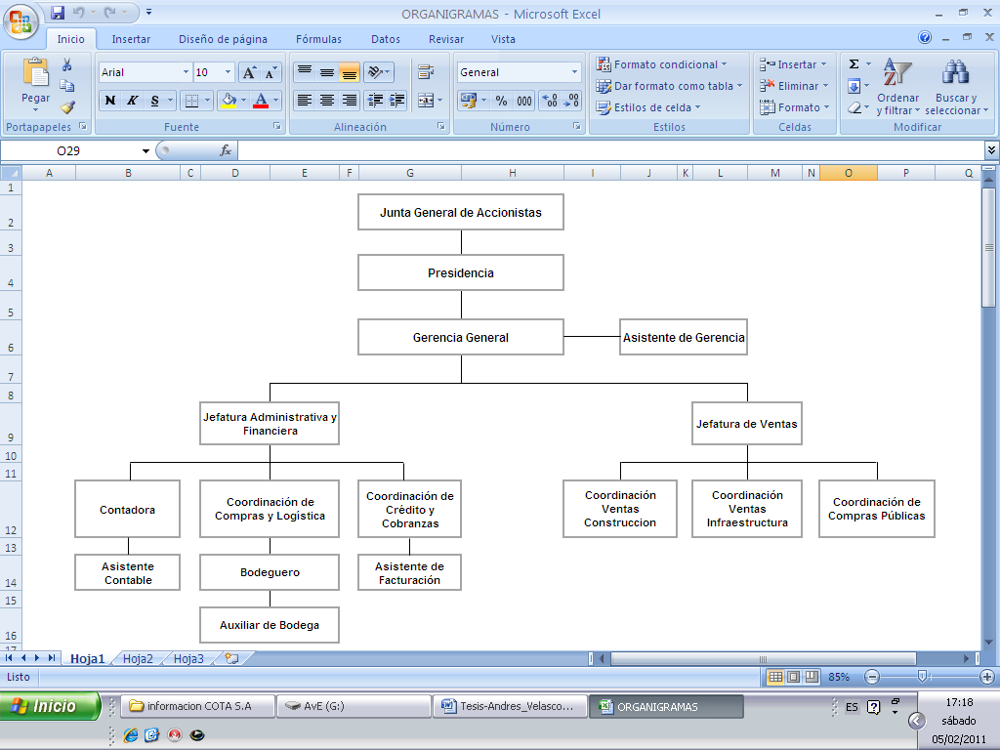 ORGANIGRAMAS - Microsoft Excel
Inicio Insertar Diseño de página Fórmulas Datos Revisar Vista
Pegar
Portapapeles
Arial 10
N K S
Fuente
Alineación
General
% 000
Número
Formato condicional
Dar formato como tabla
Estilos de celda
Estilos
Insertar
Eliminar
Formato
Celdas
Σ
Ordenar y filtrar
Buscar y seleccionar
Modificar
O29 fx
A B C D E F G H I J K L M N O P Q
1
2
3
4
5
6
7
8
9
10
11
12
13
14
15
16
17
Junta General de Accionistas
Presidencia
Gerencia General
Asistente de Gerencia
Jefatura Administrativa y
Financiera
Jefatura de Ventas
Contadora
Coordinación de
Compras y Logística
Coordinación de
Crédito y
Cobranzas
Coordinación
Ventas
Construccion
Coordinación
Ventas
Infraestructura
Coordinación de
Compras Públicas
Asistente
Contable
Bodeguero
Asistente de
Facturación
Auxiliar de Bodega
Hoja1 Hoja2 Hoja3
Listo 85%
Inicio informacion COTA S.A AvE (G:) Tesis-Andres_Velasco... ORGANIGRAMAS ES
17:18
sábado
05/02/2011